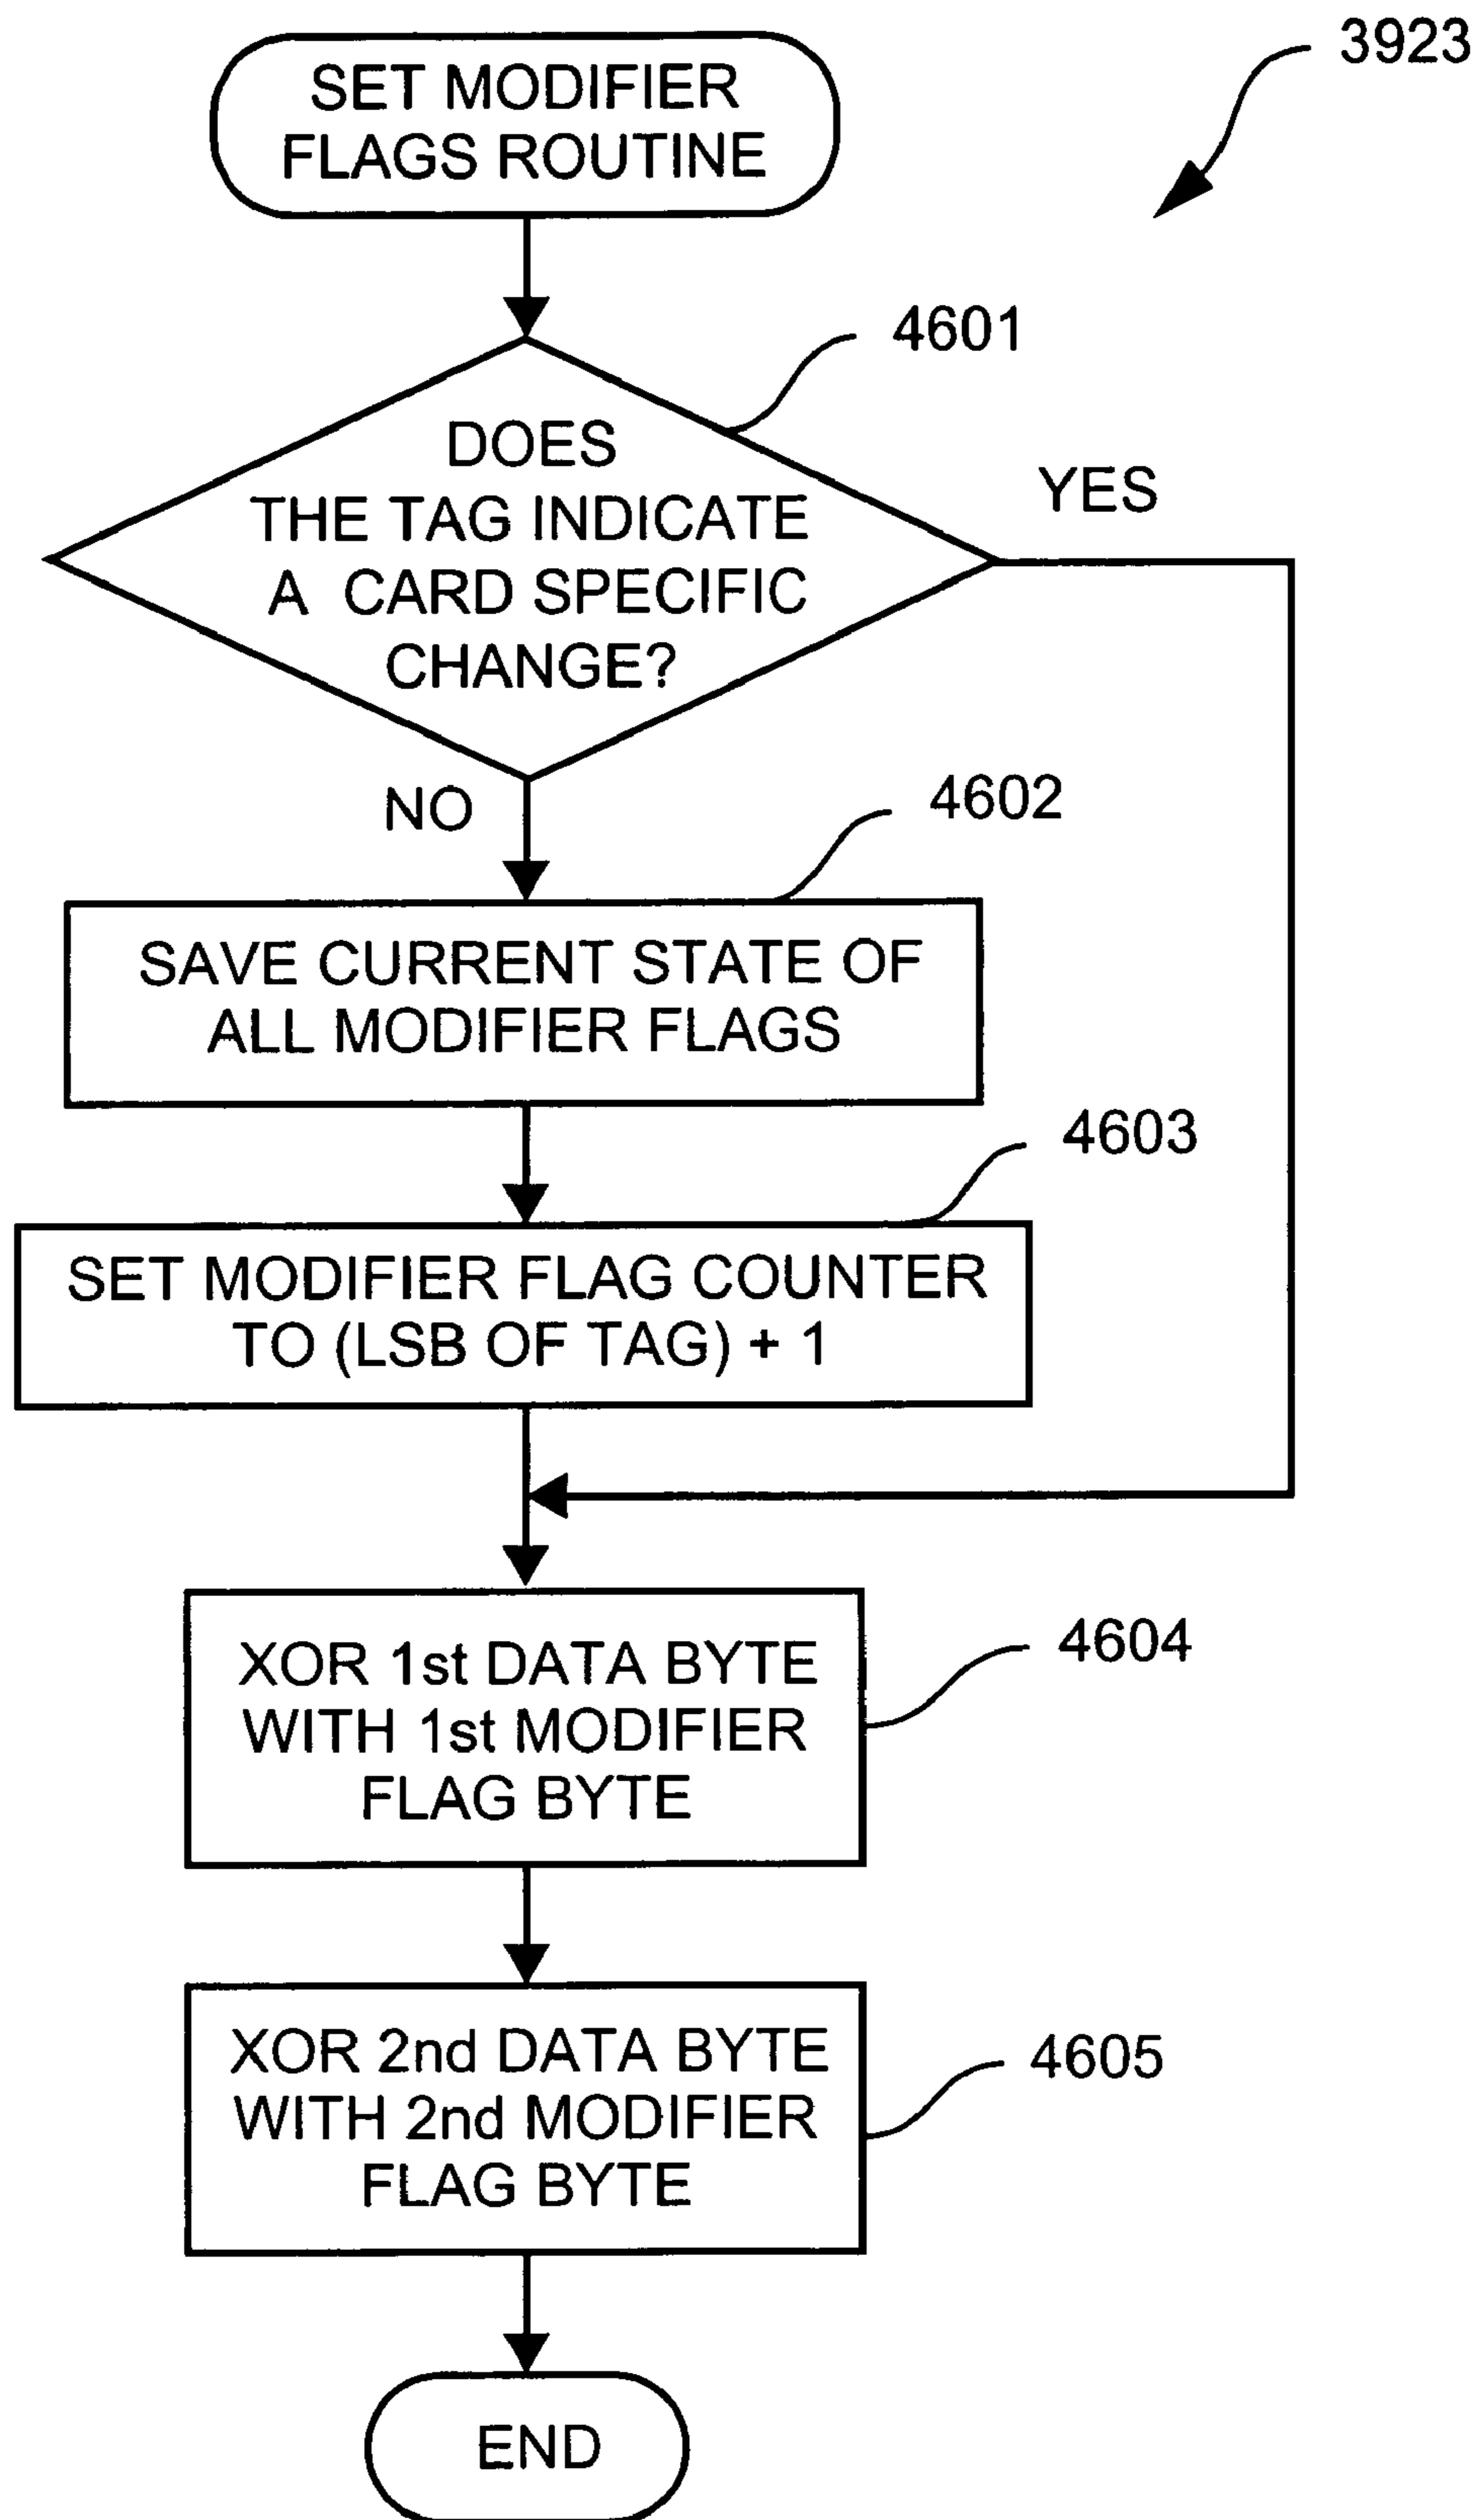 3923
SET MODIFIER
FLAGS ROUTINE
4601
DOES
THE TAG INDICATE
A CARD SPECIFIC
CHANGE?
YES
NO
4602
SAVE CURRENT STATE OF
ALL MODIFIER FLAGS
4603
SET MODIFIER FLAG COUNTER
TO (LSB OF TAG) + 1
4604
XOR 1st DATA BYTE
WITH 1st MODIFIER
FLAG BYTE
4605
XOR 2nd DATA BYTE
WITH 2nd MODIFIER
FLAG BYTE
END